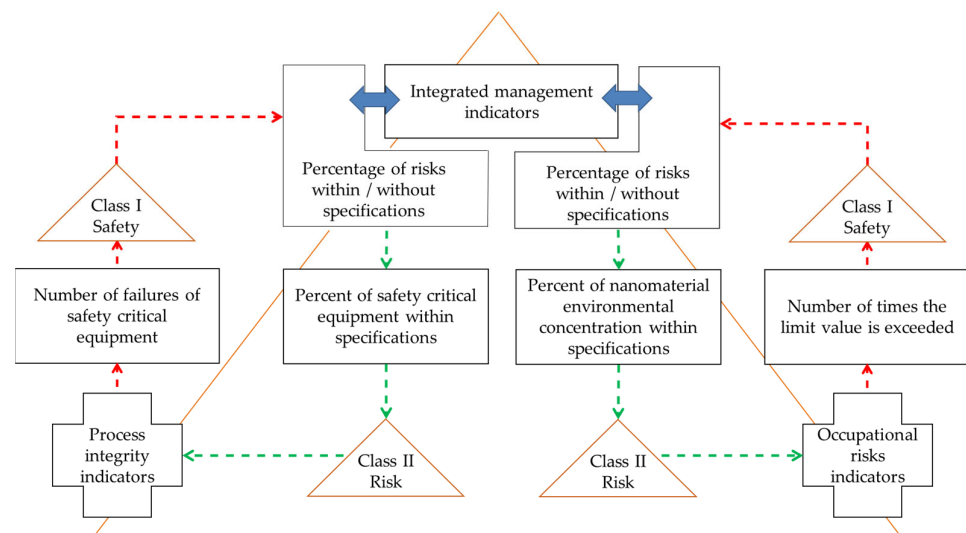 Integrated management
indicators
Percentage of risks
within / without
specifications
Percentage of risks
within / without
specifications
Class I
Safety
Class I
Safety
Number of failures of
safety critical
equipment
Percent of safety critical
equipment within
specifications
Percent of nanomaterial
environmental
concentration within
specifications
Number of times the
limit value is exceeded
Process
integrity
indicators
Class II
Risk
Class II
Risk
Occupational
risks
indicators